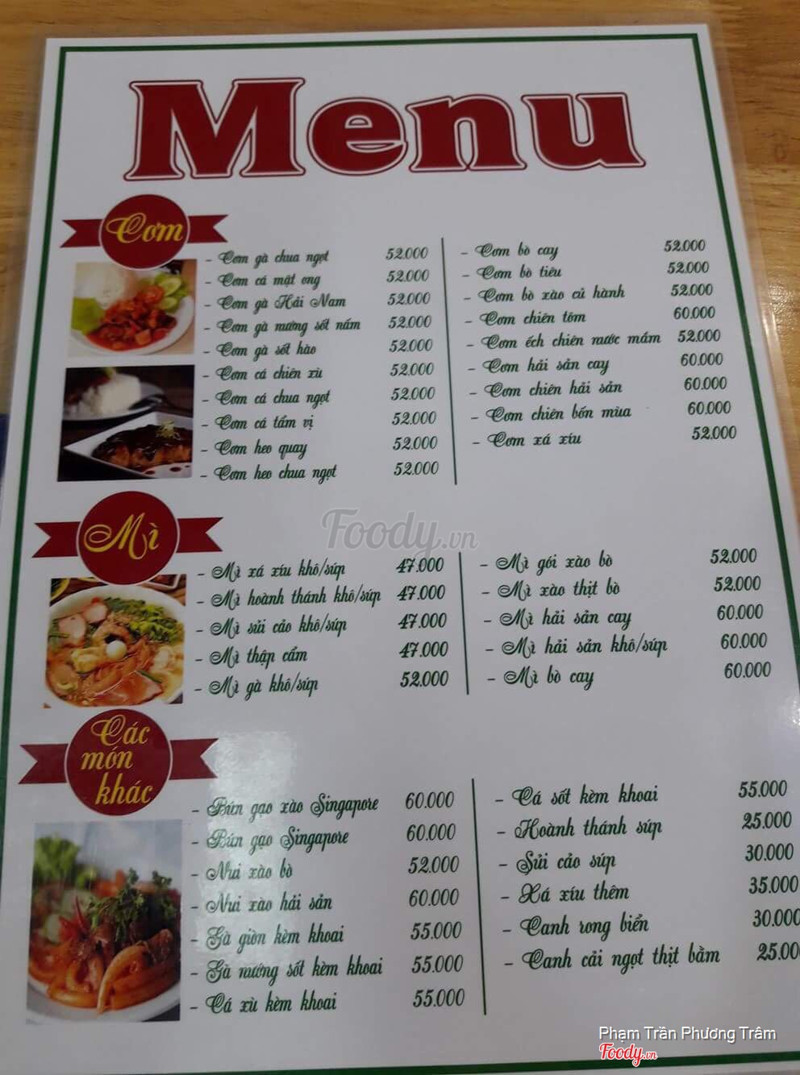 Menu
Cơm
- Cơm gà chua ngọt 52.000
- Cơm cá mật ong 52.000
- Cơm gà Hải Nam 52.000
- Cơm gà nướng sốt nấm 52.000
- Cơm gà sốt hào 52.000
- Cơm cá chiên xù 52.000
- Cơm cá chua ngọt 52.000
- Cơm cá tẩm vị 52.000
- Cơm heo quay 52.000
- Cơm heo chua ngọt 52.000
- Cơm bò cay 52.000
- Cơm bò tiêu 52.000
- Cơm bò xào củ hành 52.000
- Cơm chiên tôm 60.000
- Cơm ếch chiên nước mắm 52.000
- Cơm hải sản cay 60.000
- Cơm chiên hải sản 60.000
- Cơm chiên bốn mùa 60.000
- Cơm xá xíu 52.000
Foody.vn
Mì
- Mì xá xíu khô/súp 47.000
- Mì hoành thánh khô/súp 47.000
- Mì sủi cảo khô/súp 47.000
- Mì thập cẩm 47.000
- Mì gà khô/súp 52.000
- Mì gói xào bò 52.000
- Mì xào thịt bò 52.000
- Mì hải sản cay 60.000
- Mì hải sản khô/súp 60.000
- Mì bò cay 60.000
Các
món
khác
- Bún gạo xào Singapore 60.000
- Bún gạo Singapore 60.000
- Nui xào bò 52.000
- Nui xào hải sản 60.000
- Gà giòn kèm khoai 55.000
- Gà nướng sốt kèm khoai 55.000
- Cá xù kèm khoai 55.000
- Cá sốt kèm khoai 55.000
- Hoành thánh súp 25.000
- Sủi cảo súp 30.000
- Xá xíu thêm 35.000
- Canh rong biển 30.000
- Canh cải ngọt thịt bằm 25.00
Phạm Trần Phương Trâm
Foody.vn